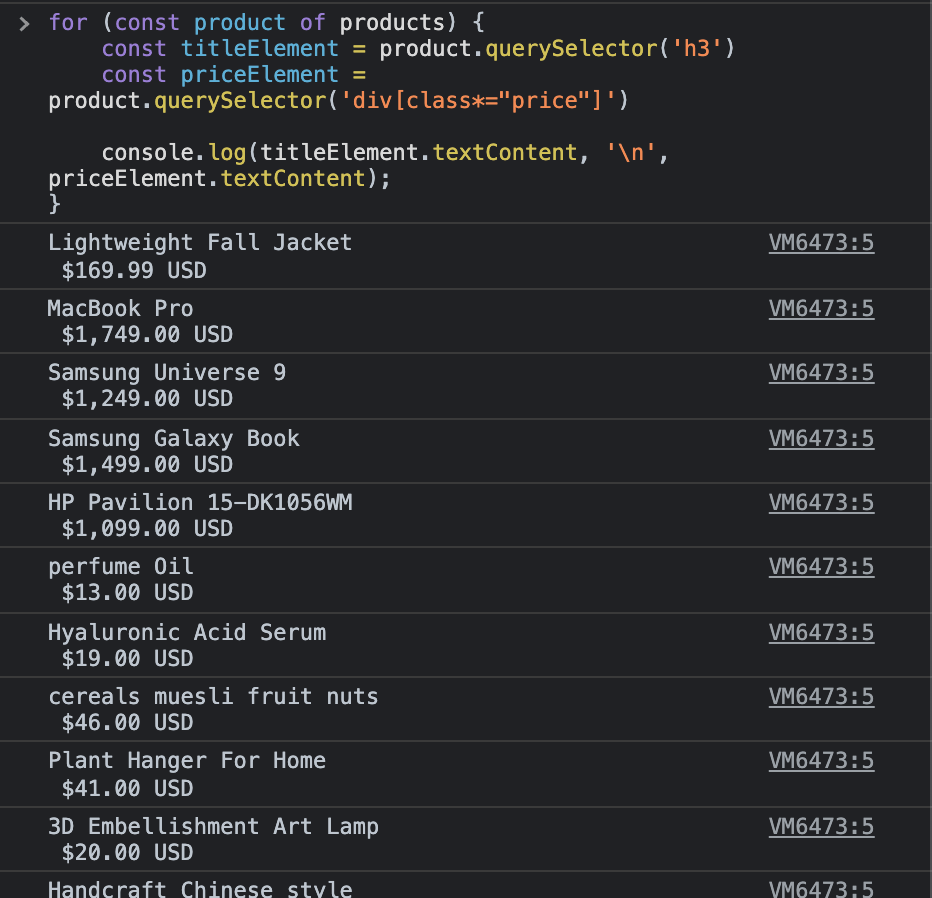 > for (const product of products) {
    const titleElement = product.querySelector('h3')
    const priceElement =
product.querySelector('div[class*="price"]')

    console.log(titleElement.textContent, '\n',
priceElement.textContent);
}
Lightweight Fall Jacket VM6473:5
 $169.99 USD
MacBook Pro VM6473:5
 $1,749.00 USD
Samsung Universe 9 VM6473:5
 $1,249.00 USD
Samsung Galaxy Book VM6473:5
 $1,499.00 USD
HP Pavilion 15-DK1056WM VM6473:5
 $1,099.00 USD
perfume Oil VM6473:5
 $13.00 USD
Hyaluronic Acid Serum VM6473:5
 $19.00 USD
cereals muesli fruit nuts VM6473:5
 $46.00 USD
Plant Hanger For Home VM6473:5
 $41.00 USD
3D Embellishment Art Lamp VM6473:5
 $20.00 USD
Handcraft Chinese style VM6473:5